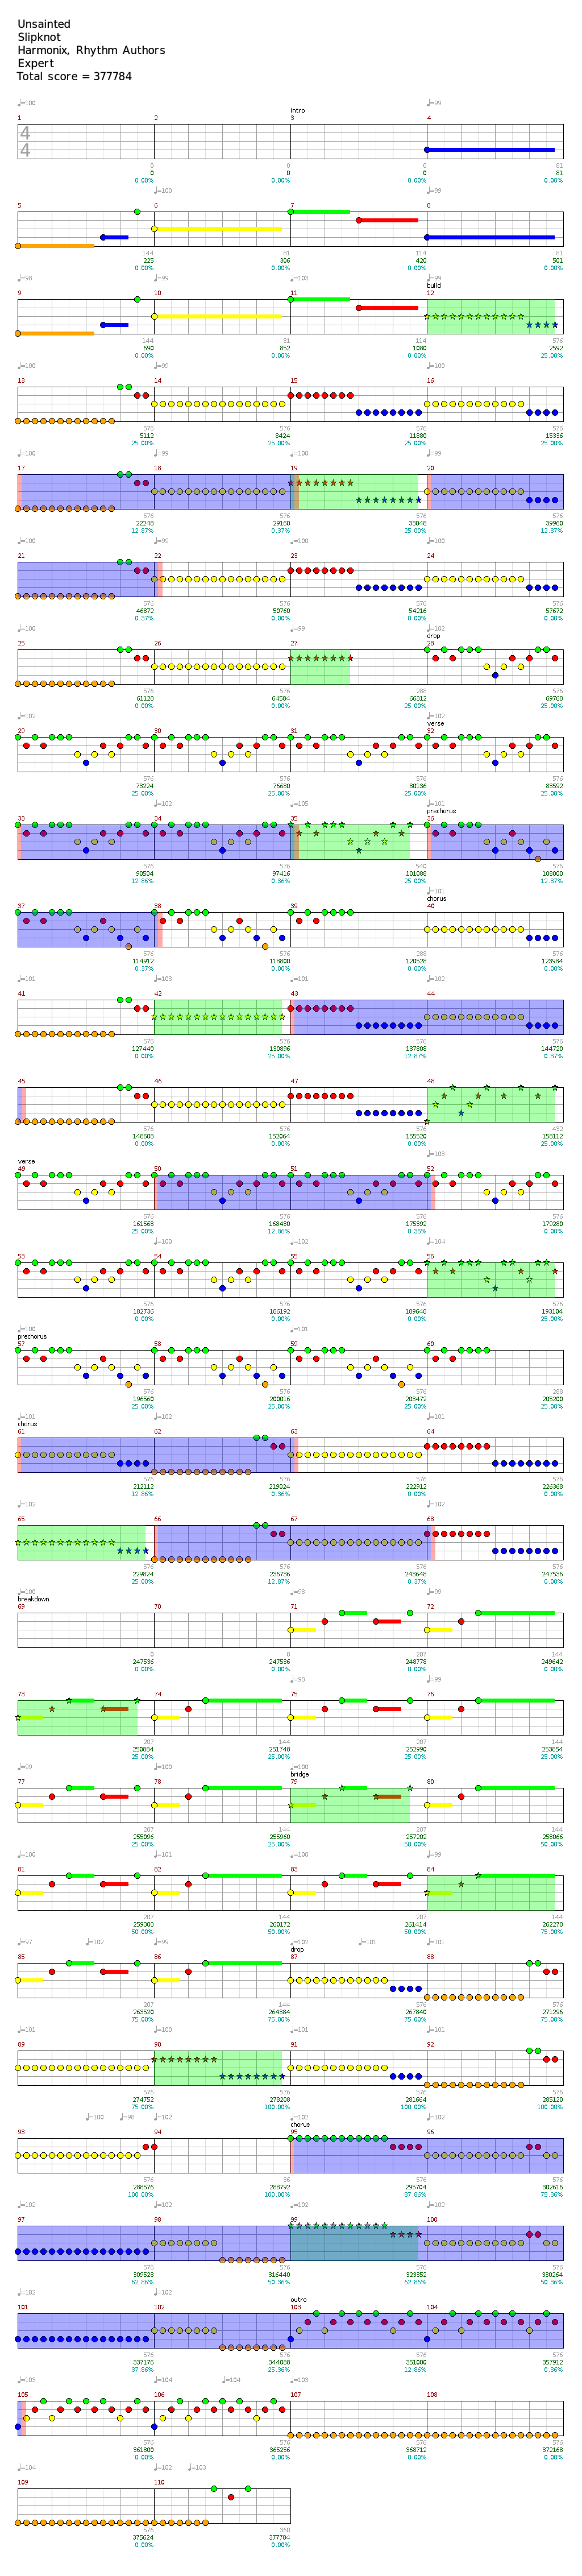 Unsainted
Slipknot
Harmonix, Rhythm Authors
Expert
Total score = 377784
♩=100 ♩=99
intro
1 2 3 4
4
4
0 0 0 81
0 0 0 81
0.00% 0.00% 0.00% 0.00%
♩=100 ♩=99
5 6 7 8
144 81 114 81
225 306 420 501
0.00% 0.00% 0.00% 0.00%
♩=98 ♩=99 ♩=103 ♩=99
build
9 10 11 12
144 81 114 576
690 852 1080 2592
0.00% 0.00% 0.00% 25.00%
♩=100 ♩=99 ♩=100
13 14 15 16
576 576 576 576
5112 8424 11880 15336
25.00% 25.00% 25.00% 25.00%
♩=100 ♩=99 ♩=100 ♩=99
17 18 19 20
576 576 576 576
22248 29160 33048 39960
12.87% 0.37% 25.00% 12.87%
♩=100 ♩=99 ♩=100
21 22 23 24
576 576 576 576
46872 50760 54216 57672
0.37% 0.00% 0.00% 0.00%
♩=100 ♩=99 ♩=102
drop
25 26 27 28
576 576 288 576
61128 64584 66312 69768
0.00% 0.00% 25.00% 25.00%
♩=102 ♩=102
verse
29 30 31 32
576 576 576 576
73224 76680 80136 83592
25.00% 25.00% 25.00% 25.00%
♩=102 ♩=105 ♩=101
prechorus
33 34 35 36
576 576 540 576
90504 97416 101088 108000
12.86% 0.36% 25.00% 12.87%
♩=101
chorus
37 38 39 40
576 576 288 576
114912 118800 120528 123984
0.37% 0.00% 0.00% 0.00%
♩=101 ♩=103 ♩=101 ♩=102
41 42 43 44
576 576 576 576
127440 130896 137808 144720
0.00% 25.00% 12.87% 0.37%
45 46 47 48
576 576 576 432
148608 152064 155520 158112
0.00% 0.00% 0.00% 25.00%
♩=103
verse
49 50 51 52
576 576 576 576
161568 168480 175392 179280
25.00% 12.86% 0.36% 0.00%
♩=100 ♩=102 ♩=104
53 54 55 56
576 576 576 576
182736 186192 189648 193104
0.00% 0.00% 0.00% 25.00%
♩=100 ♩=101
prechorus
57 58 59 60
576 576 576 288
196560 200016 203472 205200
25.00% 25.00% 25.00% 25.00%
♩=101 ♩=102 ♩=101
chorus
61 62 63 64
576 576 576 576
212112 219024 222912 226368
12.86% 0.36% 0.00% 0.00%
♩=102 ♩=102
65 66 67 68
576 576 576 576
229824 236736 243648 247536
25.00% 12.87% 0.37% 0.00%
♩=100 ♩=98 ♩=99
breakdown
69 70 71 72
0 0 207 144
247536 247536 248778 249642
0.00% 0.00% 0.00% 0.00%
♩=98 ♩=99
73 74 75 76
207 144 207 144
250884 251748 252990 253854
25.00% 25.00% 25.00% 25.00%
♩=99 ♩=100 ♩=100
bridge
77 78 79 80
207 144 207 144
255096 255960 257202 258066
25.00% 25.00% 50.00% 50.00%
♩=100 ♩=101 ♩=100 ♩=99
81 82 83 84
207 144 207 144
259308 260172 261414 262278
50.00% 50.00% 50.00% 75.00%
♩=97 ♩=102 ♩=99 ♩=102 ♩=101 ♩=101
drop
85 86 87 88
207 144 576 576
263520 264384 267840 271296
75.00% 75.00% 75.00% 75.00%
♩=101 ♩=100 ♩=101 ♩=101
89 90 91 92
576 576 576 576
274752 278208 281664 285120
75.00% 100.00% 100.00% 100.00%
♩=100 ♩=98 ♩=102 ♩=102 ♩=102
chorus
93 94 95 96
576 36 576 576
288576 288792 295704 302616
100.00% 100.00% 87.86% 75.36%
♩=102 ♩=102 ♩=102 ♩=102
97 98 99 100
576 576 576 576
309528 316440 323352 330264
62.86% 50.36% 62.86% 50.36%
♩=102 ♩=102
outro
101 102 103 104
576 576 576 576
337176 344088 351000 357912
37.86% 25.36% 12.86% 0.36%
♩=103 ♩=104 ♩=104 ♩=103
105 106 107 108
576 576 576 576
361800 365256 368712 372168
0.00% 0.00% 0.00% 0.00%
♩=104 ♩=102 ♩=103
109 110
576 360
375624 377784
0.00% 0.00%